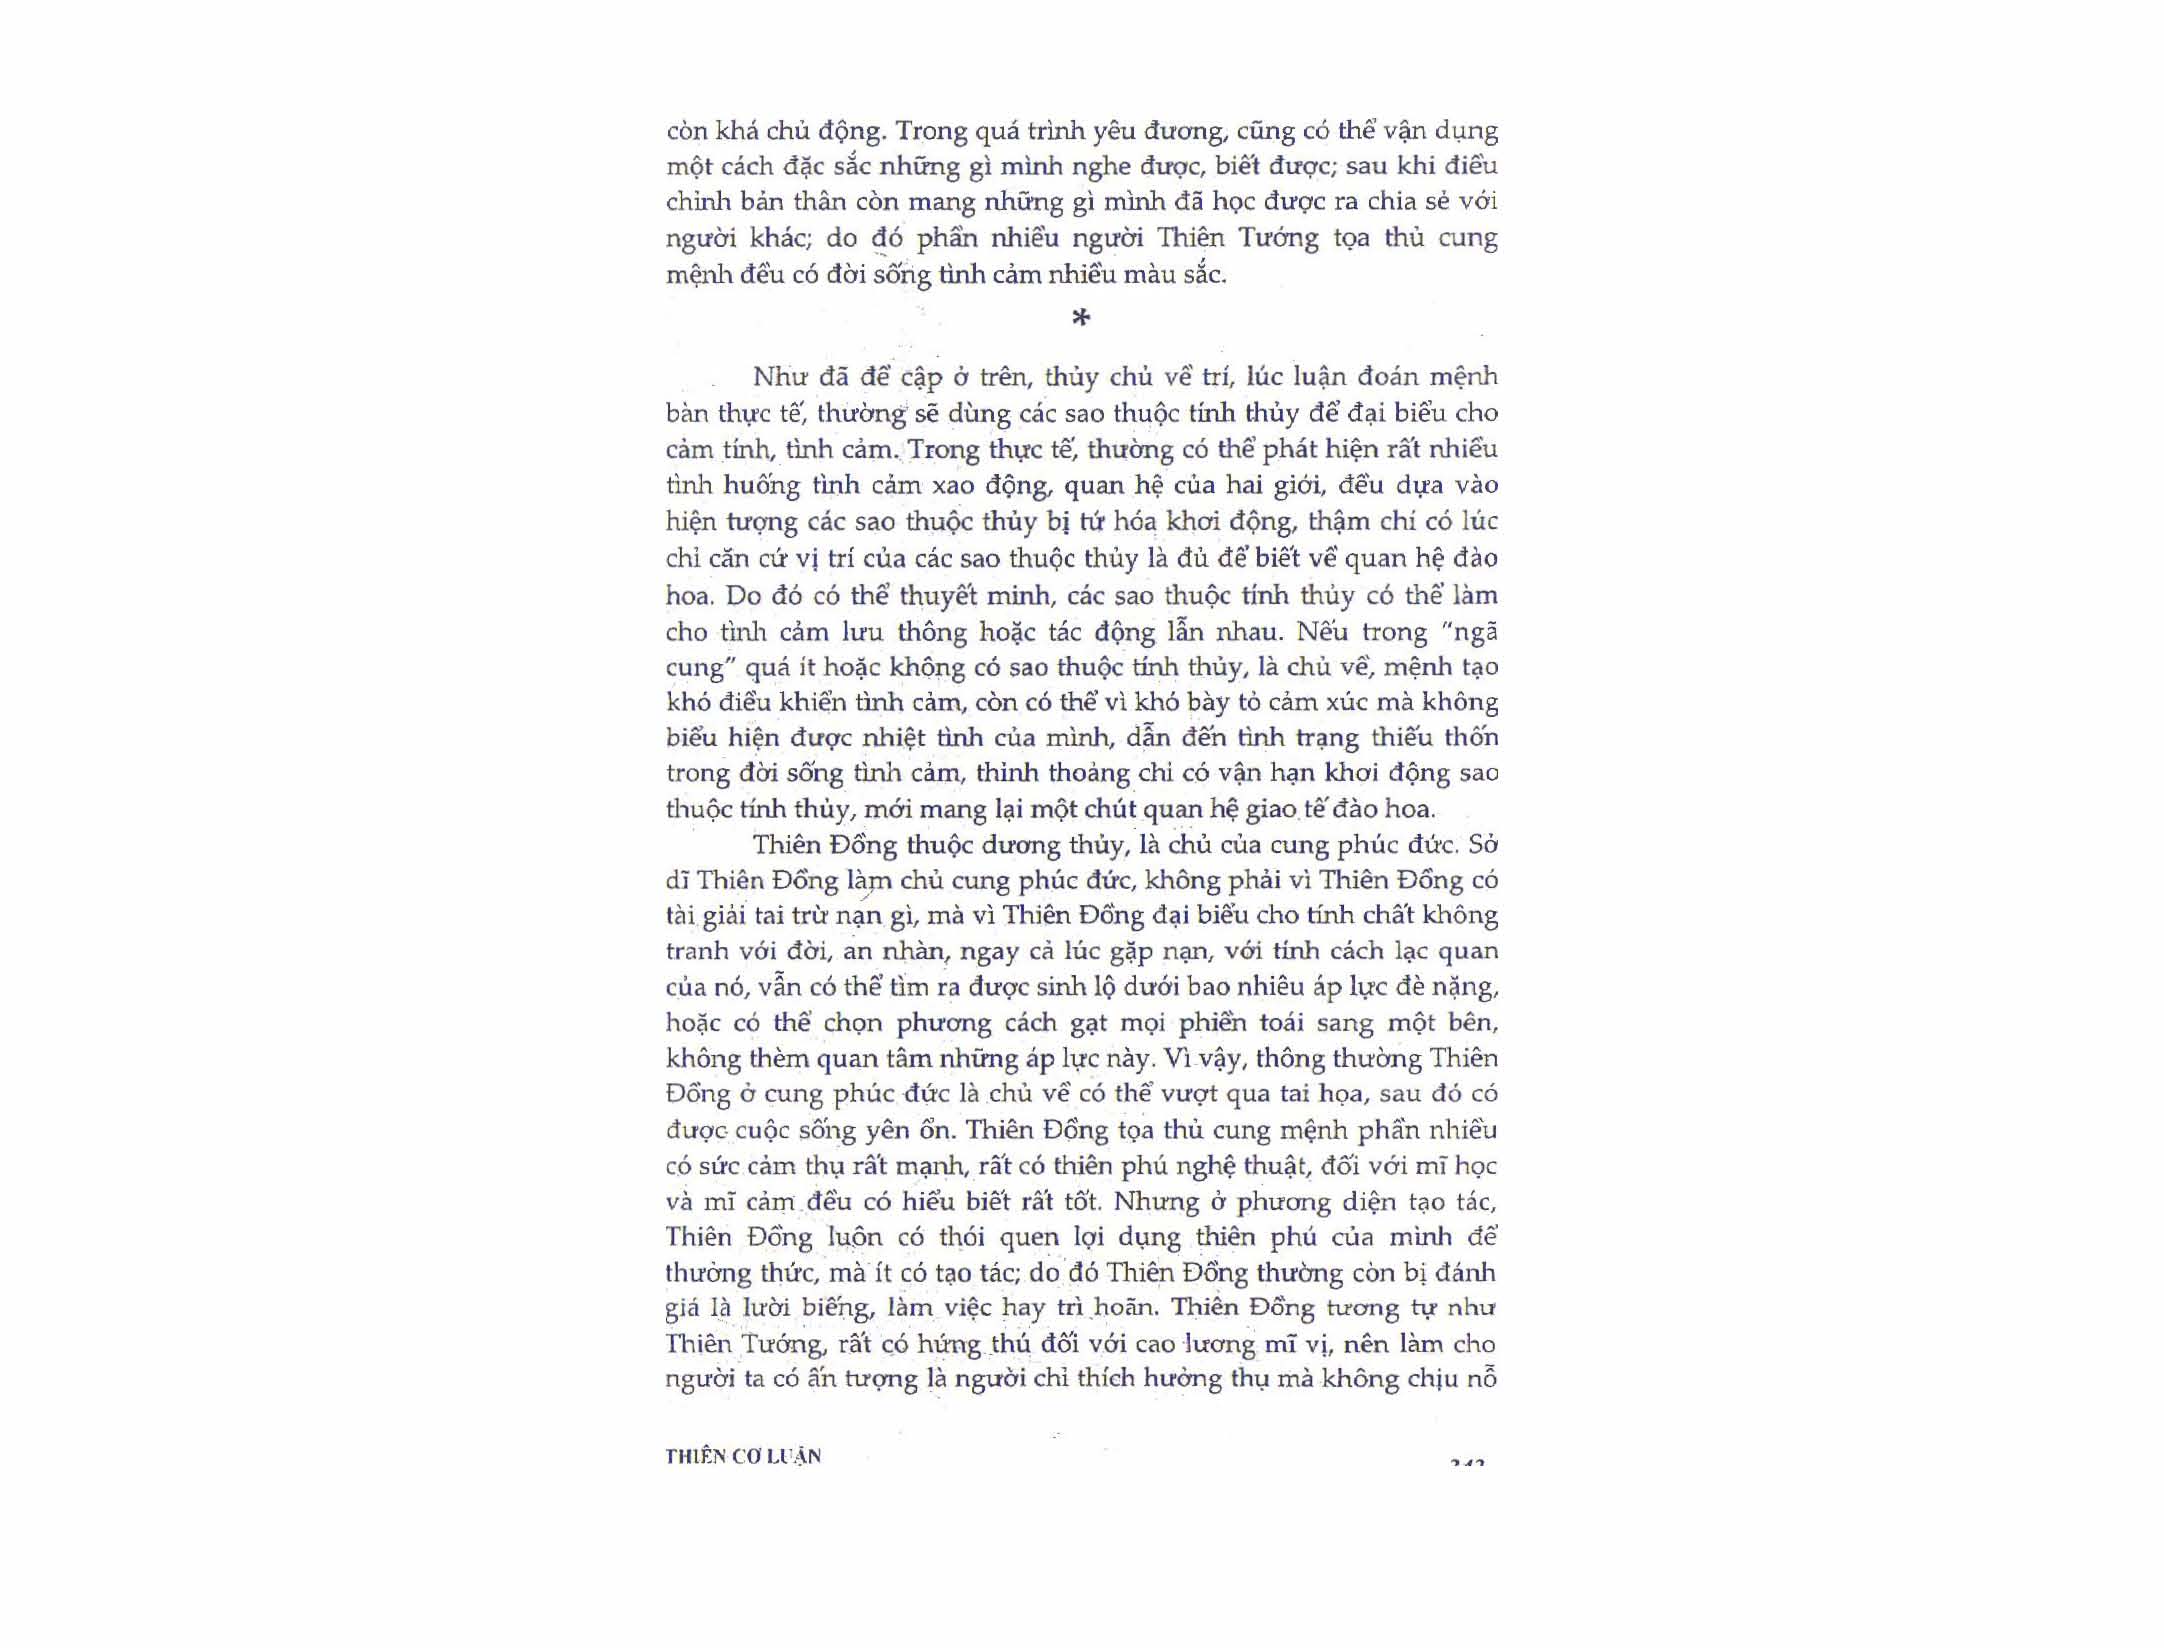 còn khá chủ động. Trong quá trình yêu đương, cũng có thể vận dụng
một cách đặc sắc những gì mình nghe được, biết được; sau khi điều
chỉnh bản thân còn mang những gì mình đã học được ra chia sẻ với
người khác; do đó phần nhiều người Thiên Tướng tọa thủ cung
mệnh đều có đời sống tình cảm nhiều màu sắc.
*
Như đã để cập ở trên, thủy chủ về trí, lúc luận đoán mệnh
bàn thực tế, thường sẽ dùng các sao thuộc tính thủy để đại biểu cho
cảm tính, tình cảm. Trong thực tế, thường có thể phát hiện rất nhiều
tình huống tình cảm xao động, quan hệ của hai giới, đều dựa vào
hiện tượng các sao thuộc thủy bị tứ hóa khơi động, thậm chí có lúc
chỉ căn cứ vị trí của các sao thuộc thủy là đủ để biết về quan hệ đào
hoa. Do đó có thể thuyết minh, các sao thuộc tính thủy có thể làm
cho tình cảm lưu thông hoặc tác động lẫn nhau. Nếu trong "ngã
cung" quá ít hoặc không có sao thuộc tính thủy, là chủ về, mệnh tạo
khó điều khiển tình cảm, còn có thể vì khó bày tỏ cảm xúc mà không
biểu hiện được nhiệt tình của mình, dẫn đến tình trạng thiếu thốn
trong đời sống tình cảm, thỉnh thoảng chỉ có vận hạn khơi động sao
thuộc tính thủy, mới mang lại một chút quan hệ giao tế đào hoa.
Thiên Đồng thuộc dương thủy, là chủ của cung phúc đức. Sở
dĩ Thiên Đồng làm chủ cung phúc đức, không phải vì Thiên Đồng có
tài giải tai trừ nạn gì, mà vì Thiên Đồng đại biểu cho tính chất không
tranh với đời, an nhàn, ngay cả lúc gặp nạn, với tính cách lạc quan
của nó, vẫn có thể tìm ra được sinh lộ dưới bao nhiêu áp lực đè nặng,
hoặc có thể chọn phương cách gạt mọi phiền toái sang một bên,
không thèm quan tâm những áp lực này. Vì vậy, thông thường Thiên
Đồng ở cung phúc đức là chủ về có thể vượt qua tai họa, sau đó có
được cuộc sống yên ổn. Thiên Đồng tọa thủ cung mệnh phần nhiều
có sức cảm thụ rất mạnh, rất có thiên phú nghệ thuật, đối với mĩ học
và mĩ cảm đều có hiểu biết rất tốt. Nhưng ở phương diện tạo tác,
Thiên Đồng luôn có thói quen lợi dụng thiên phú của mình để
thưởng thức, mà ít có tạo tác; do đó Thiên Đồng thường còn bị đánh
giá là lười biếng, làm việc hay trì hoãn. Thiên Đồng tương tự như
Thiên Tướng, rất có hứng thú đối với cao lương mĩ vị, nên làm cho
người ta có ấn tượng là người chỉ thích hưởng thụ mà không chịu nỗ
THIÊN CƠ LUẬN